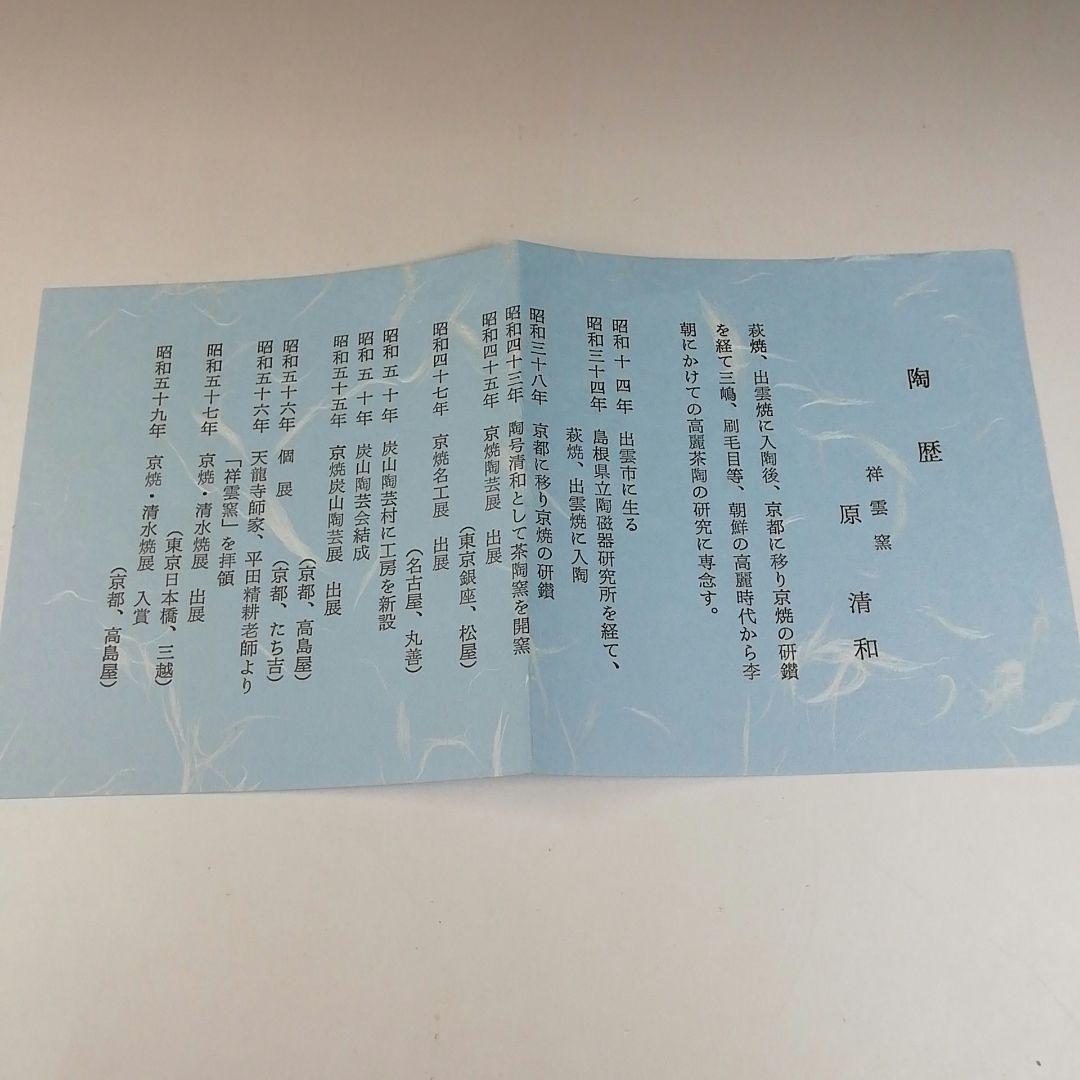 陶歴
祥雲窯
原清和
萩焼、出雲焼に入陶後、京都に移り京焼の研鑚
を経て三嶋、刷毛目等、朝鮮の高麗時代から李
朝にかけての高麗茶陶の研究に専念す。
昭和十四年 出雲市に生る
昭和三十四年 島根県立陶磁器研究所を経て、
萩焼、出雲焼に入陶
昭和三十八年 京都に移り京焼の研鑚
昭和四十三年 陶号清和として茶陶窯を開窯
昭和四十五年 京焼陶芸展 出展
(東京銀座、松屋)
昭和四十七年 京焼名工展 出展
(名古屋、丸善)
昭和五十年 炭山陶芸村に工房を新設
昭和五十年 炭山陶芸会結成
昭和五十五年 京焼炭山陶芸展 出展
(京都、高島屋)
昭和五十六年 個展
(京都、たち吉)
昭和五十六年 天龍寺師家、平田精耕老師より
「祥雲窯」を拝領
昭和五十七年 京焼・清水焼展 出展
(東京日本橋、三越)
昭和五十九年 京焼・清水焼展 入賞
(京都、高島屋)